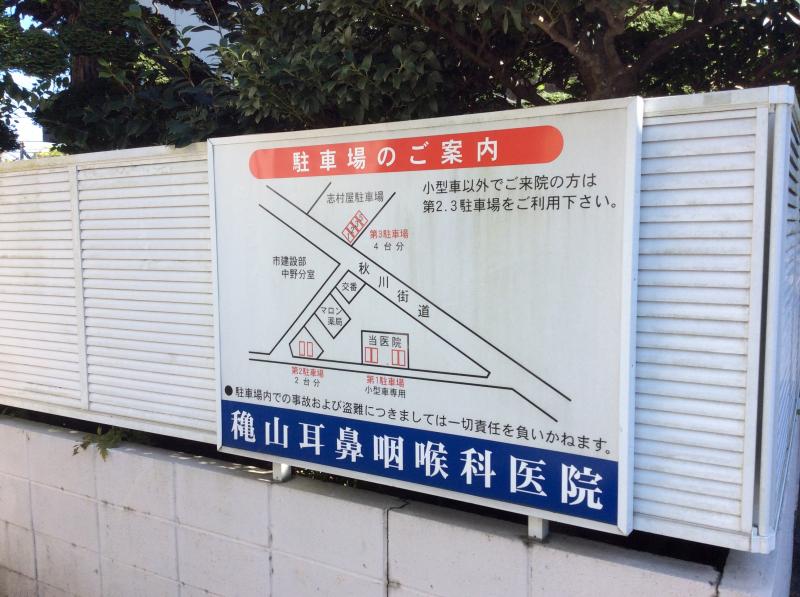 駐車場のご案内
小型車以外でご来院の方は
第2.3駐車場をご利用下さい。
志村屋駐車場
第3駐車場
4台分
市建設部
中野分室
秋川街道
交番
マロン
薬局
当医院
第2駐車場
2台分
第1駐車場
小型車専用
●駐車場内での事故および盗難につきましては一切責任を負いかねます。
穐山耳鼻咽喉科医院